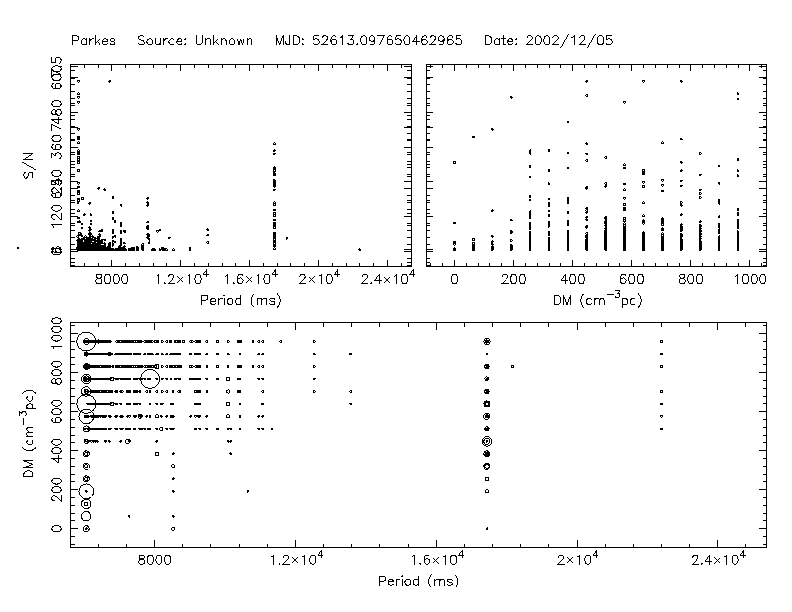 Parkes Source: Unknown MJD: 52613.097650462965 Date: 2002/12/05
S/N
120
360
8000 1.2×10⁴ 1.6×10⁴ 2×10⁴ 2.4×10⁴
Period (ms)
0 200 400 600 800 1000
DM (cm⁻³pc)
DM (cm⁻³pc)
0 200 400 600 800 1000
8000 1.2×10⁴ 1.6×10⁴ 2×10⁴ 2.4×10⁴
Period (ms)